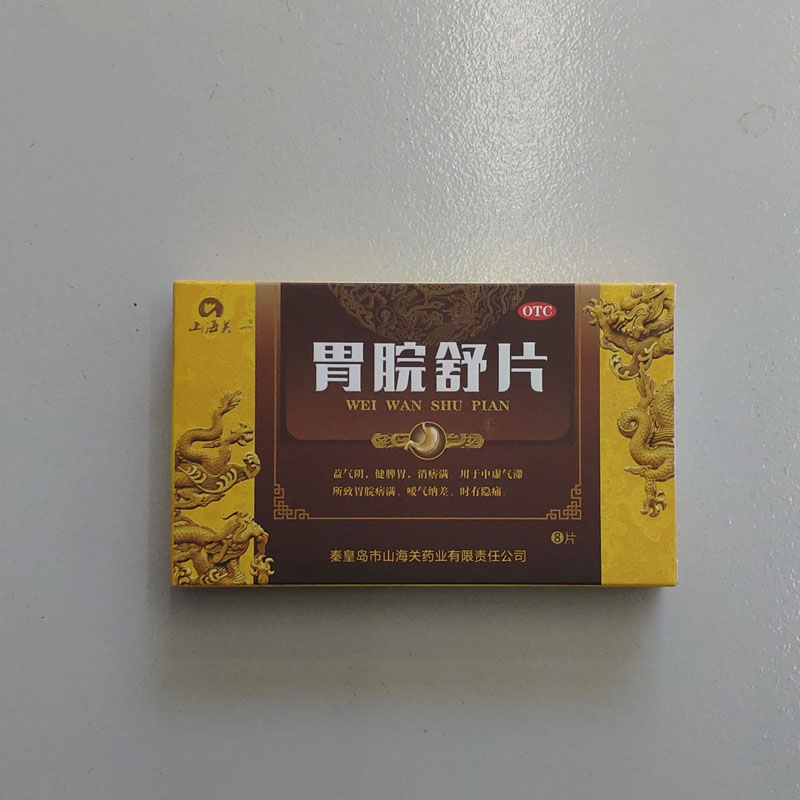 山海关
OTC
胃脘舒片
WEI WAN SHU PIAN
益气阴，健脾胃，消痞满。用于中虚气滞
所致胃脘痞满、嗳气纳差、时有隐痛。
8片
秦皇岛市山海关药业有限责任公司